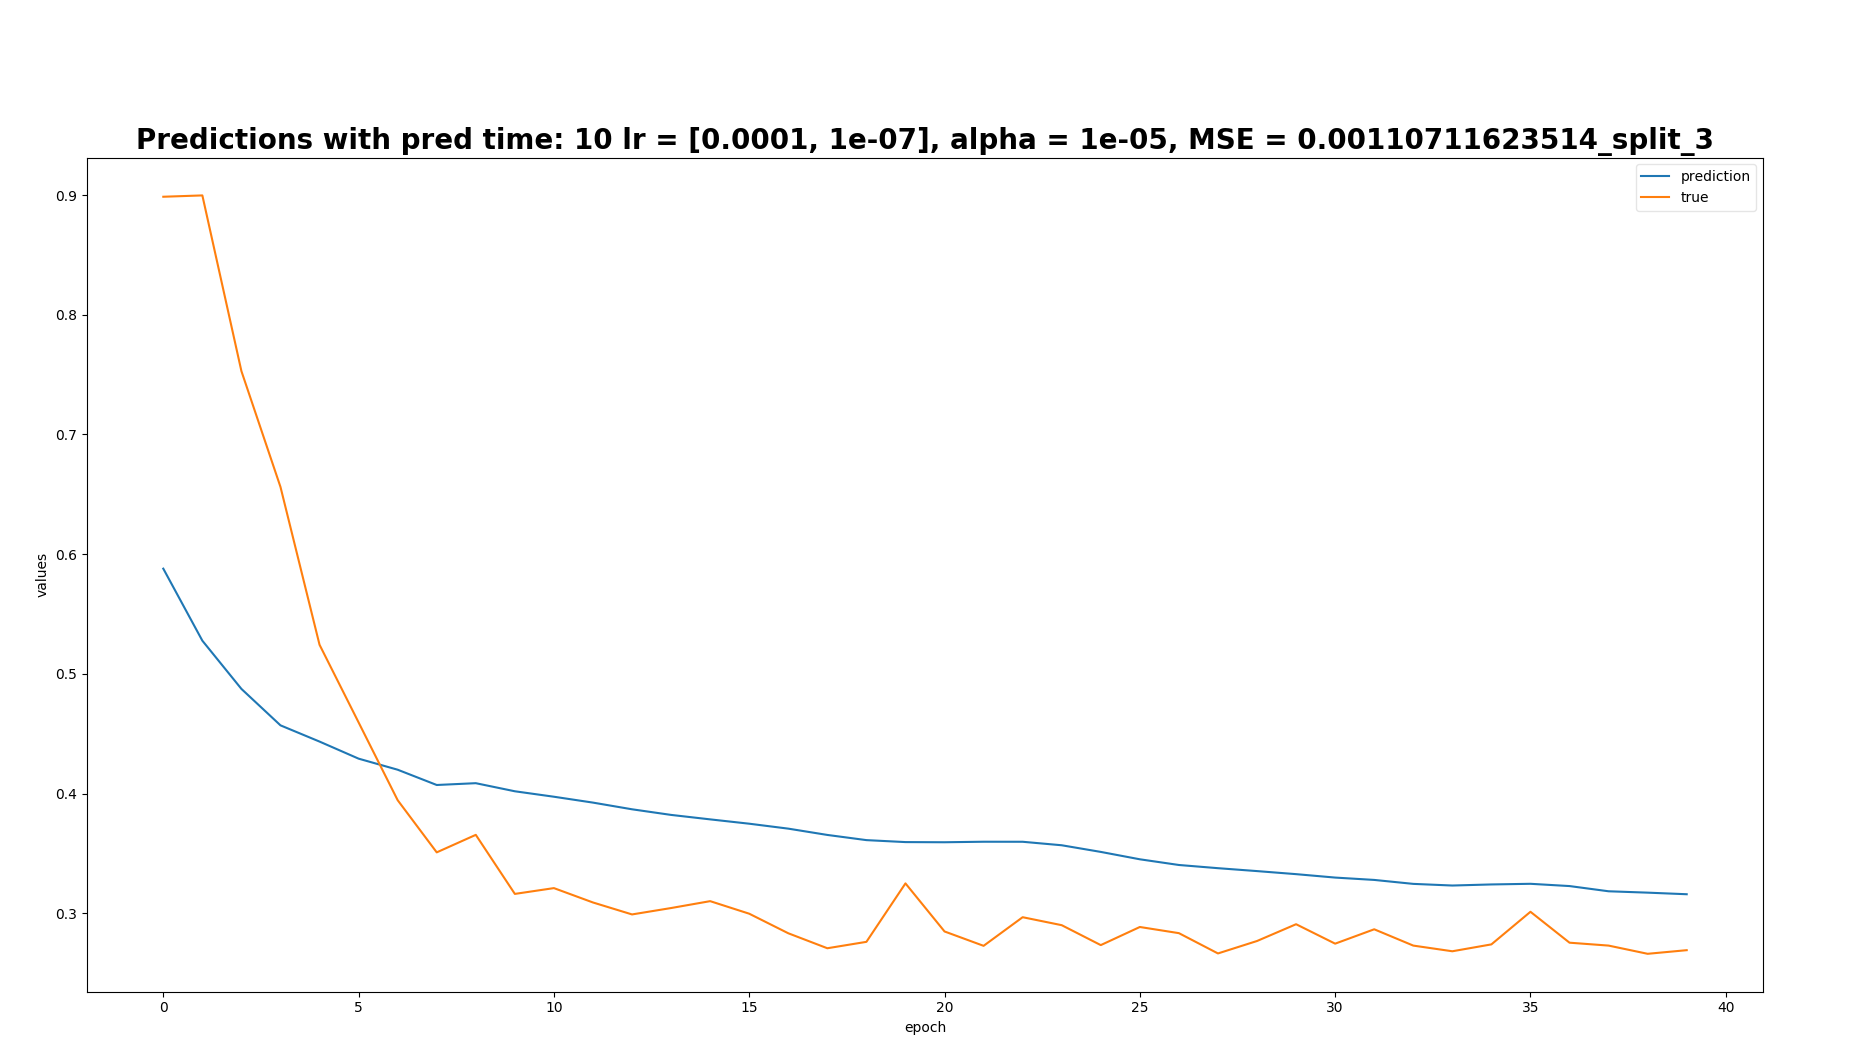 Predictions with pred time: 10 lr = [0.0001, 1e-07], alpha = 1e-05, MSE = 0.00110711623514_split_3
prediction
true
values
0.9
0.8
0.7
0.6
0.5
0.4
0.3
0 5 10 15 20 25 30 35 40
epoch